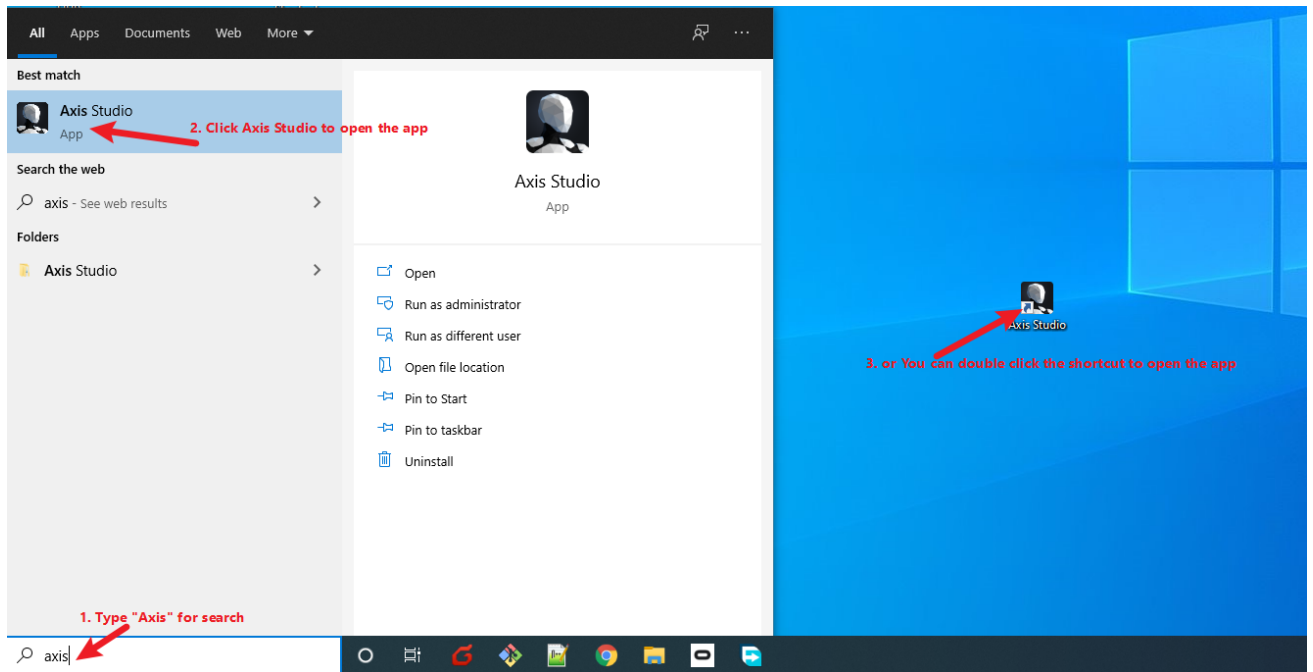 All Apps Documents Web More
Best match
Axis Studio
App
2. Click Axis Studio to open the app
Search the web
axis - See web results
Folders
Axis Studio
Axis Studio
App
Open
Run as administrator
Run as different user
Open file location
Pin to Start
Pin to taskbar
Uninstall
Axis Studio
3. or You can double click the shortcut to open the app
1. Type "Axis" for search
axis